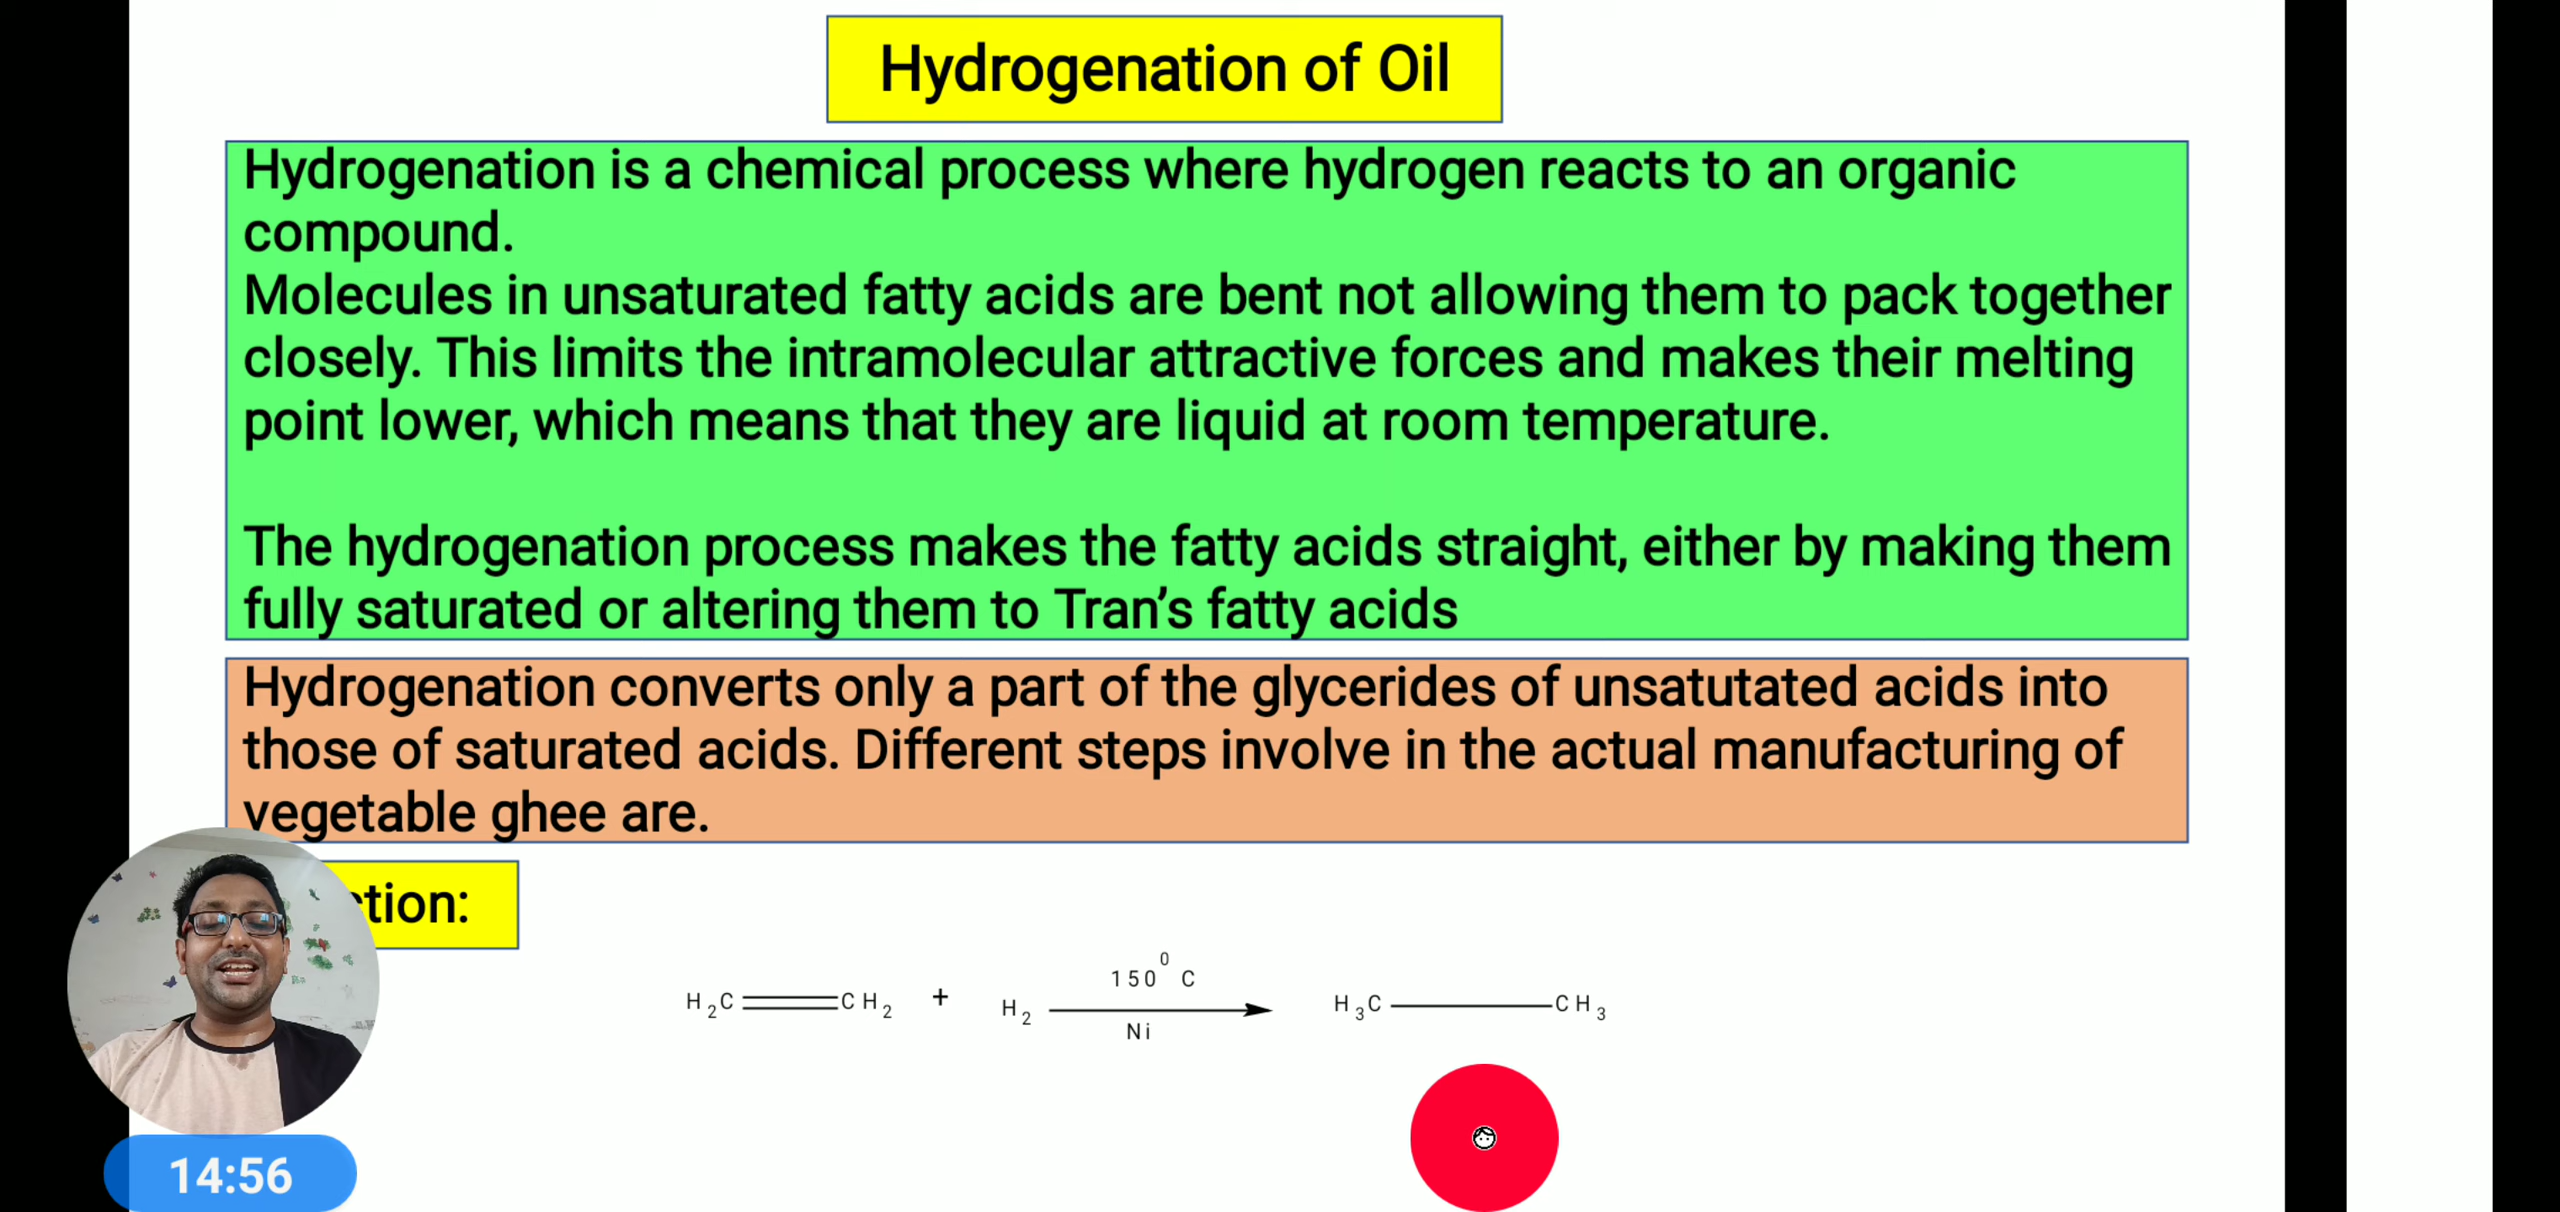 Hydrogenation of Oil
Hydrogenation is a chemical process where hydrogen reacts to an organic
compound.
Molecules in unsaturated fatty acids are bent not allowing them to pack together
closely. This limits the intramolecular attractive forces and makes their melting
point lower, which means that they are liquid at room temperature.
The hydrogenation process makes the fatty acids straight, either by making them
fully saturated or altering them to Tran’s fatty acids
Hydrogenation converts only a part of the glycerides of unsatutated acids into
those of saturated acids. Different steps involve in the actual manufacturing of
vegetable ghee are.
150⁰ C
H₂C CH₂ + H₂ H₃C CH₃
Ni
14:56